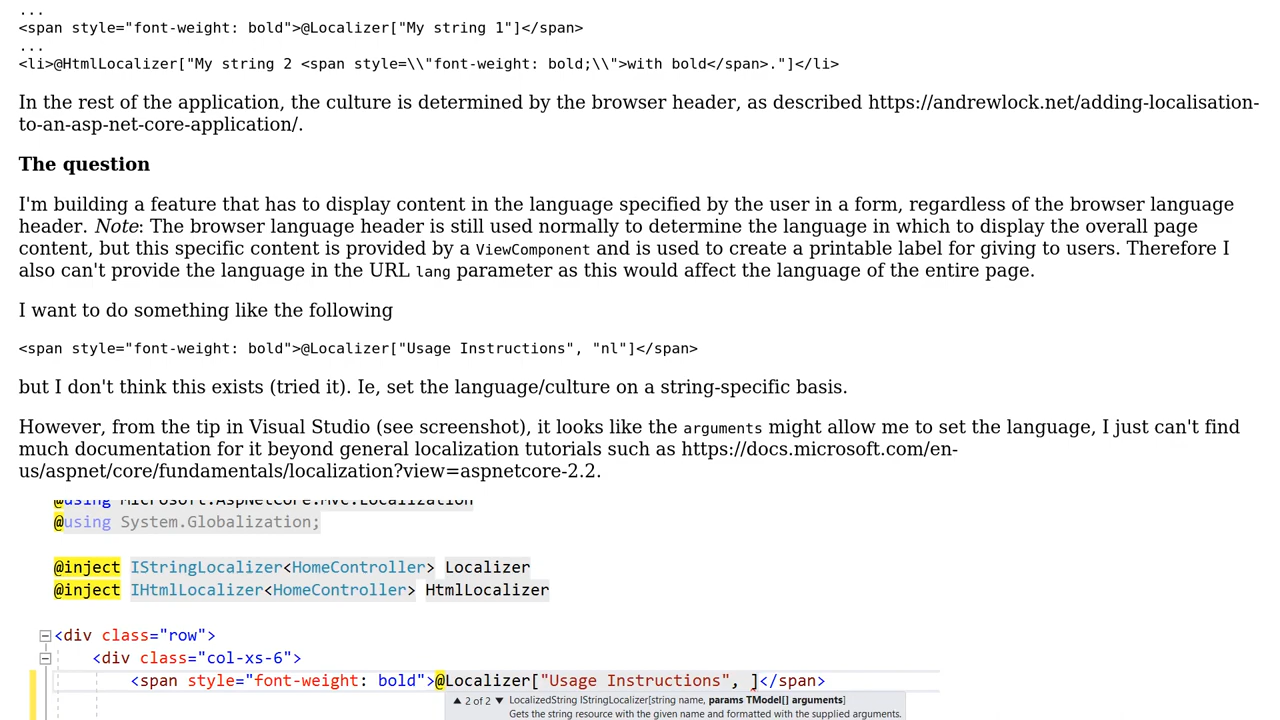 ...
<span style="font-weight: bold">@Localizer["My string 1"]</span>
...
<li>@HtmlLocalizer["My string 2 <span style=\\"font-weight: bold;\\">with bold</span>."]</li>
In the rest of the application, the culture is determined by the browser header, as described https://andrewlock.net/adding-localisation-
to-an-asp-net-core-application/.
The question
I'm building a feature that has to display content in the language specified by the user in a form, regardless of the browser language
header. Note: The browser language header is still used normally to determine the language in which to display the overall page
content, but this specific content is provided by a ViewComponent and is used to create a printable label for giving to users. Therefore I
also can't provide the language in the URL lang parameter as this would affect the language of the entire page.
I want to do something like the following
<span style="font-weight: bold">@Localizer["Usage Instructions", "nl"]</span>
but I don't think this exists (tried it). Ie, set the language/culture on a string-specific basis.
However, from the tip in Visual Studio (see screenshot), it looks like the arguments might allow me to set the language, I just can't find
much documentation for it beyond general localization tutorials such as https://docs.microsoft.com/en-
us/aspnet/core/fundamentals/localization?view=aspnetcore-2.2.
@using Microsoft.AspNetCore.Mvc.Localization
@using System.Globalization;
@inject IStringLocalizer<HomeController> Localizer
@inject IHtmlLocalizer<HomeController> HtmlLocalizer
<div class="row">
<div class="col-xs-6">
<span style="font-weight: bold">@Localizer["Usage Instructions", ]</span>
▲ 2 of 2 ▼ LocalizedString IStringLocalizer[string name, params TModel[] arguments]
Gets the string resource with the given name and formatted with the supplied arguments.